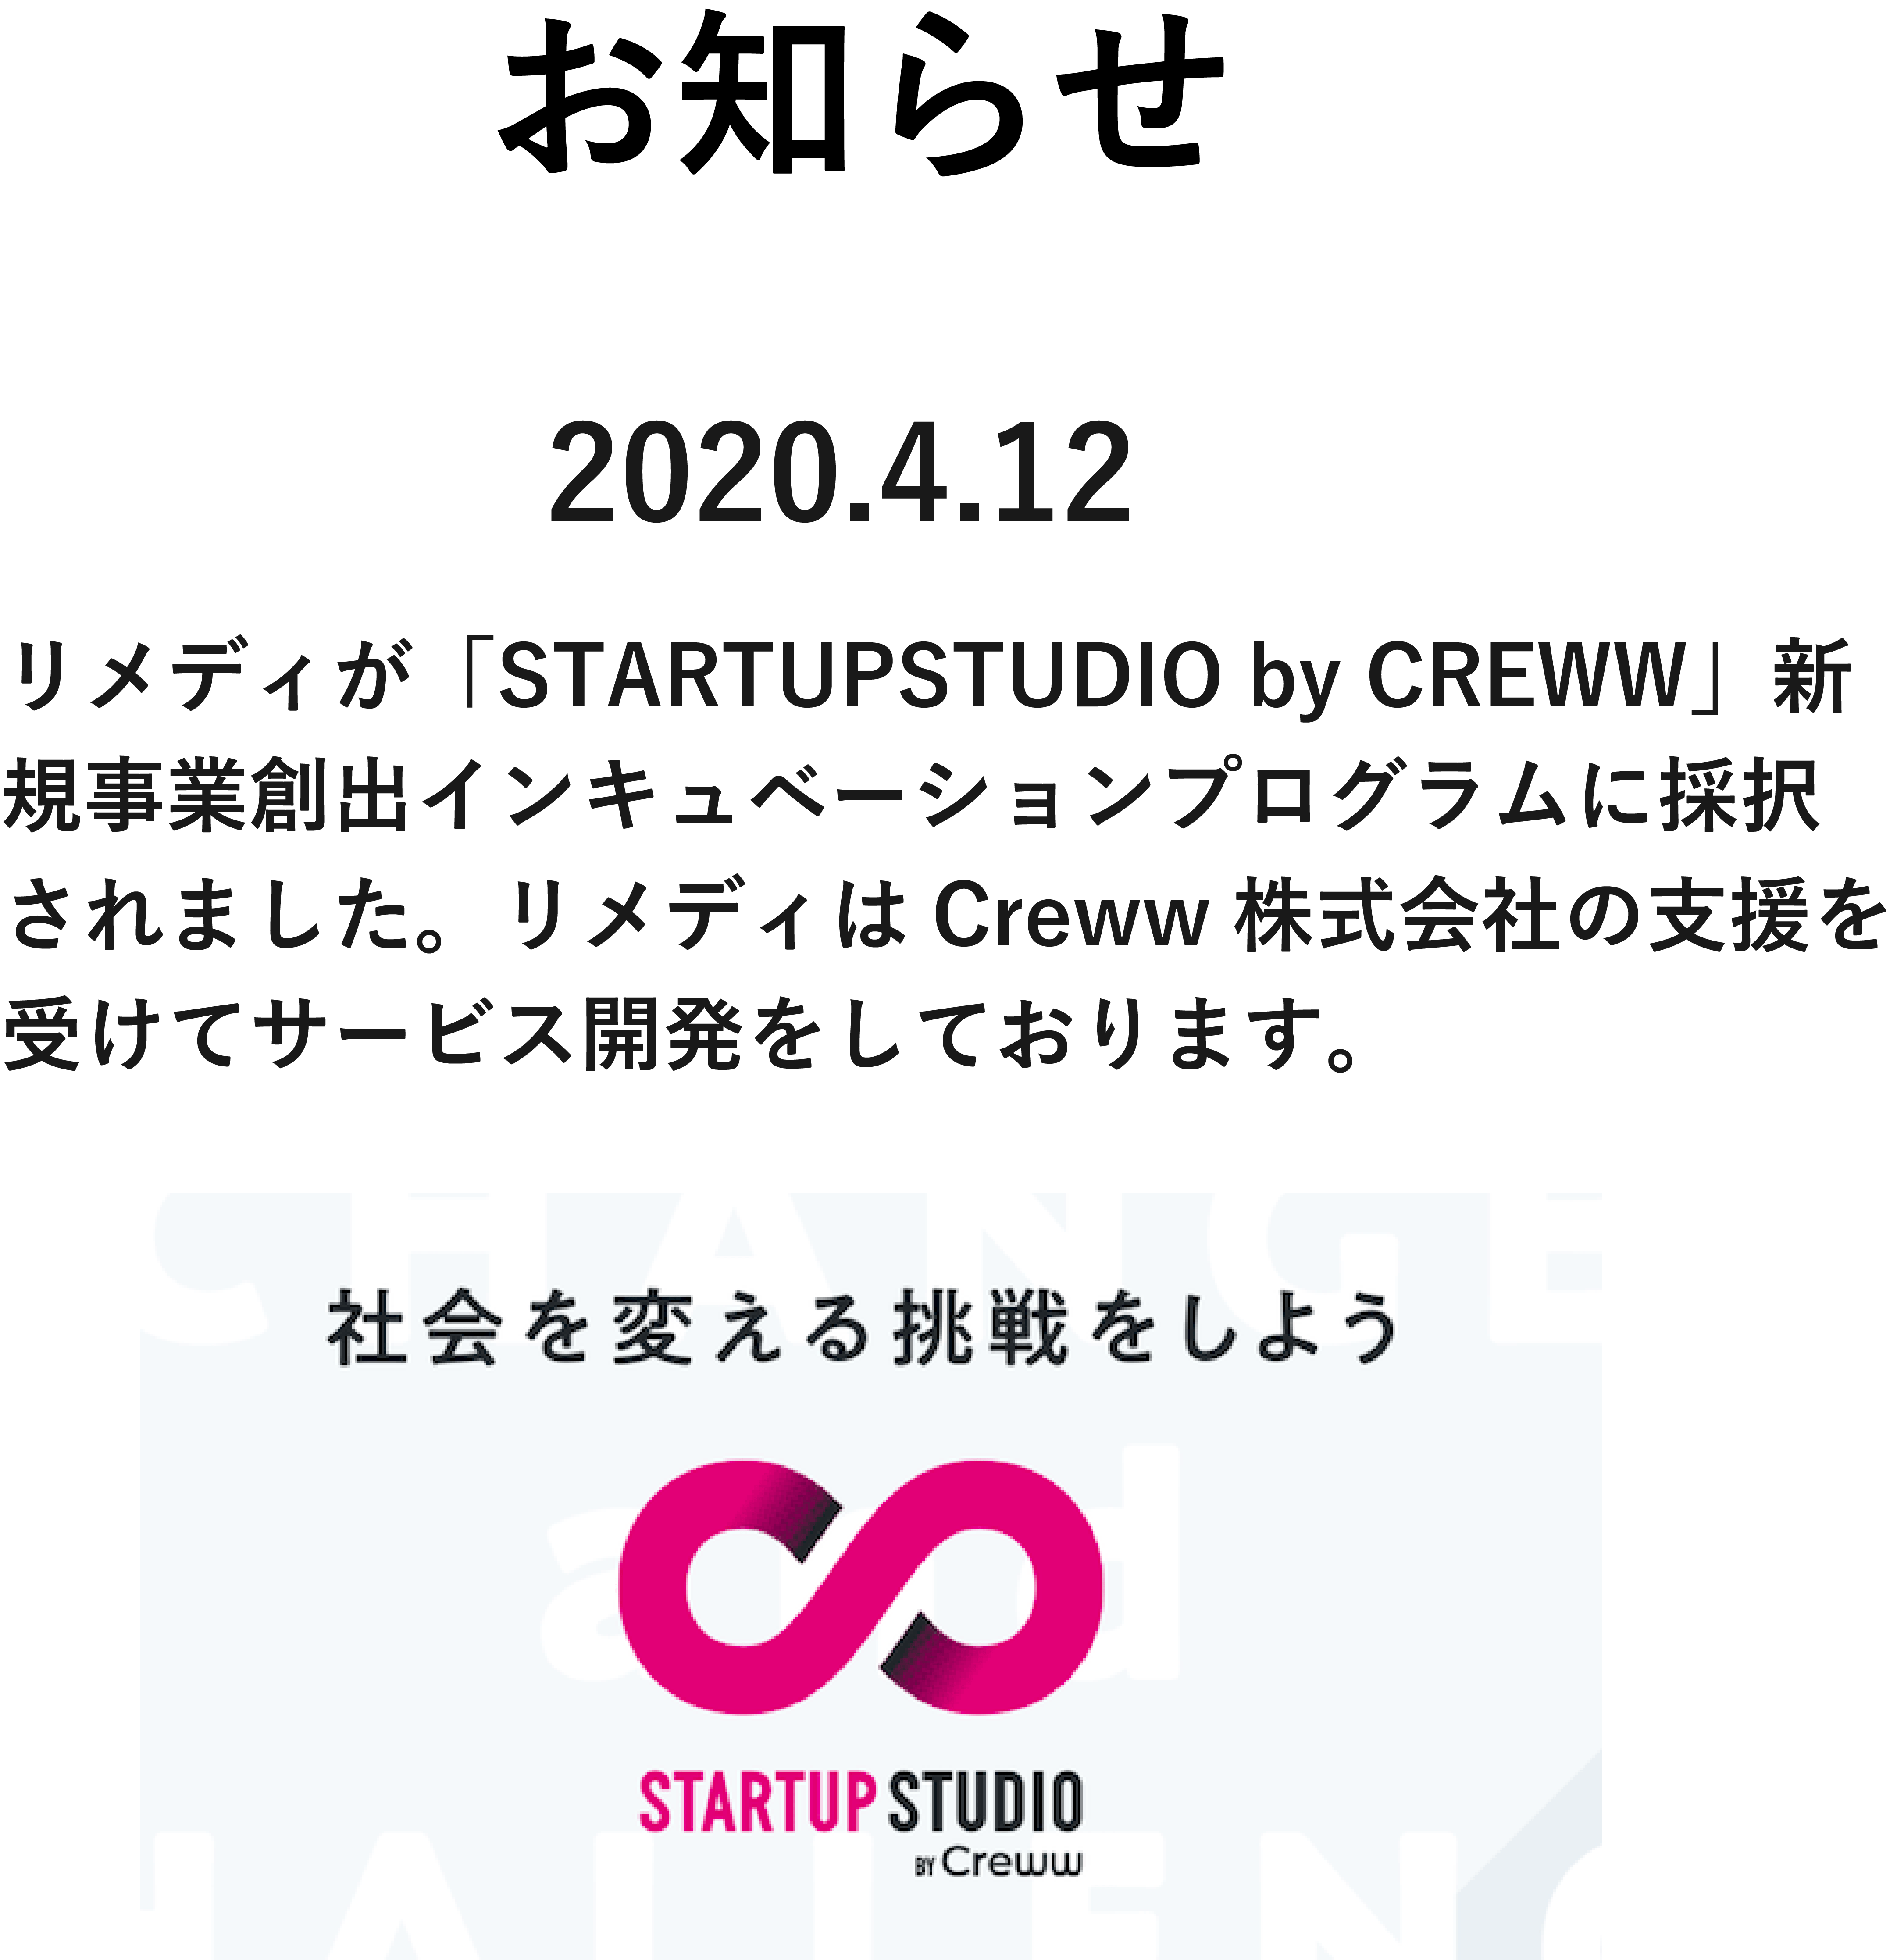 お知らせ
2020.4.12
リメディが「STARTUPSTUDIO by CREWW」新
規事業創出インキュベーションプログラムに採択
されました。リメディは Creww 株式会社の支援を
受けてサービス開発をしております。
CHANGE
社会を変える挑戦をしよう
and
STARTUP STUDIO
BY Creww